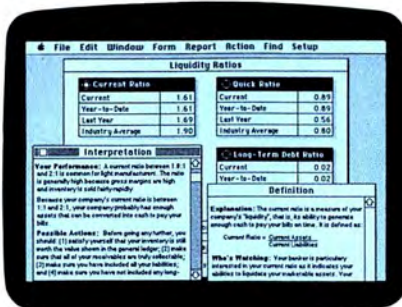 File Edit Window Form Report Action Find Setup
Liquidity Ratios
Current Ratio
Current 1.61
Year-to-Date 1.61
Last Year 1.69
Industry Average 1.90
Quick Ratio
Current 0.89
Year-to-Date 0.89
Last Year 0.56
Industry Average 0.80
Long-Term Debt Ratio
Current 0.02
Year-to-Date 0.02
Interpretation
Your Performance: A current ratio between 1.8:1
and 2:1 is common for light manufacturers. The ratio
is generally high because gross margins are high
and inventory is sold fairly rapidly.
Because your company's current ratio is between
1:1 and 2:1, your company probably has enough
assets that can be converted into cash to pay your
bills.
Possible Actions: Before going any further, you
should: (1) satisfy yourself that your inventory is still
worth the value shown in the general ledger; (2) make
sure that all of your receivables are truly collectable;
(3) make sure you have included all your liabilities;
and (4) make sure you have not included any long-
Definition
Explanation: The current ratio is a measure of your
company's "liquidity", that is, its ability to generate
enough cash to pay your bills on time. It is defined as:
Current Ratio = Current Assets
Current Liabilities
Who's Watching: Your banker is particularly
interested in your current ratio as it indicates your
abilities to liquidate your marketable assets. Your